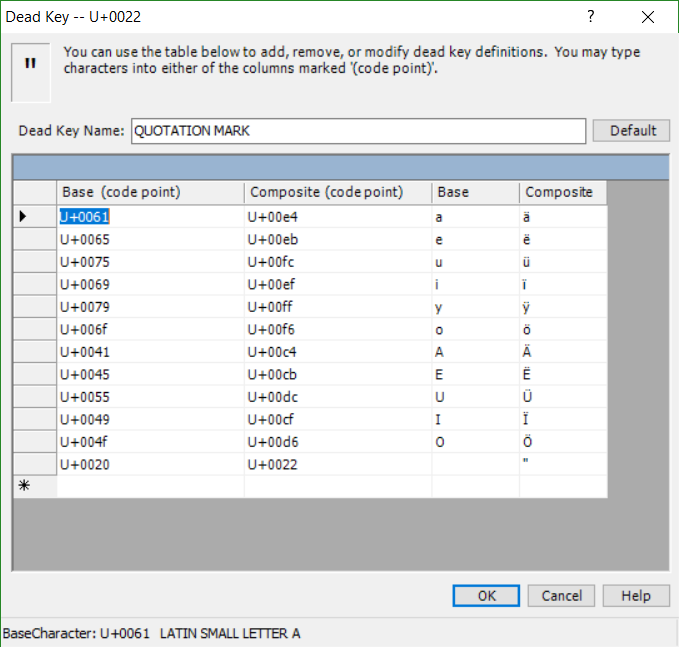 Dead Key -- U+0022 ?
" You can use the table below to add, remove, or modify dead key definitions. You may type
characters into either of the columns marked '(code point)'.
Dead Key Name: QUOTATION MARK Default
Base (code point) Composite (code point) Base Composite
U+0061 U+00e4 a ä
U+0065 U+00eb e ë
U+0075 U+00fc u ü
U+0069 U+00ef i ï
U+0079 U+00ff y ÿ
U+006f U+00f6 o ö
U+0041 U+00c4 A Ä
U+0045 U+00cb E Ë
U+0055 U+00dc U Ü
U+0049 U+00cf I Ï
U+004f U+00d6 O Ö
U+0020 U+0022 "
OK Cancel Help
BaseCharacter: U+0061 LATIN SMALL LETTER A